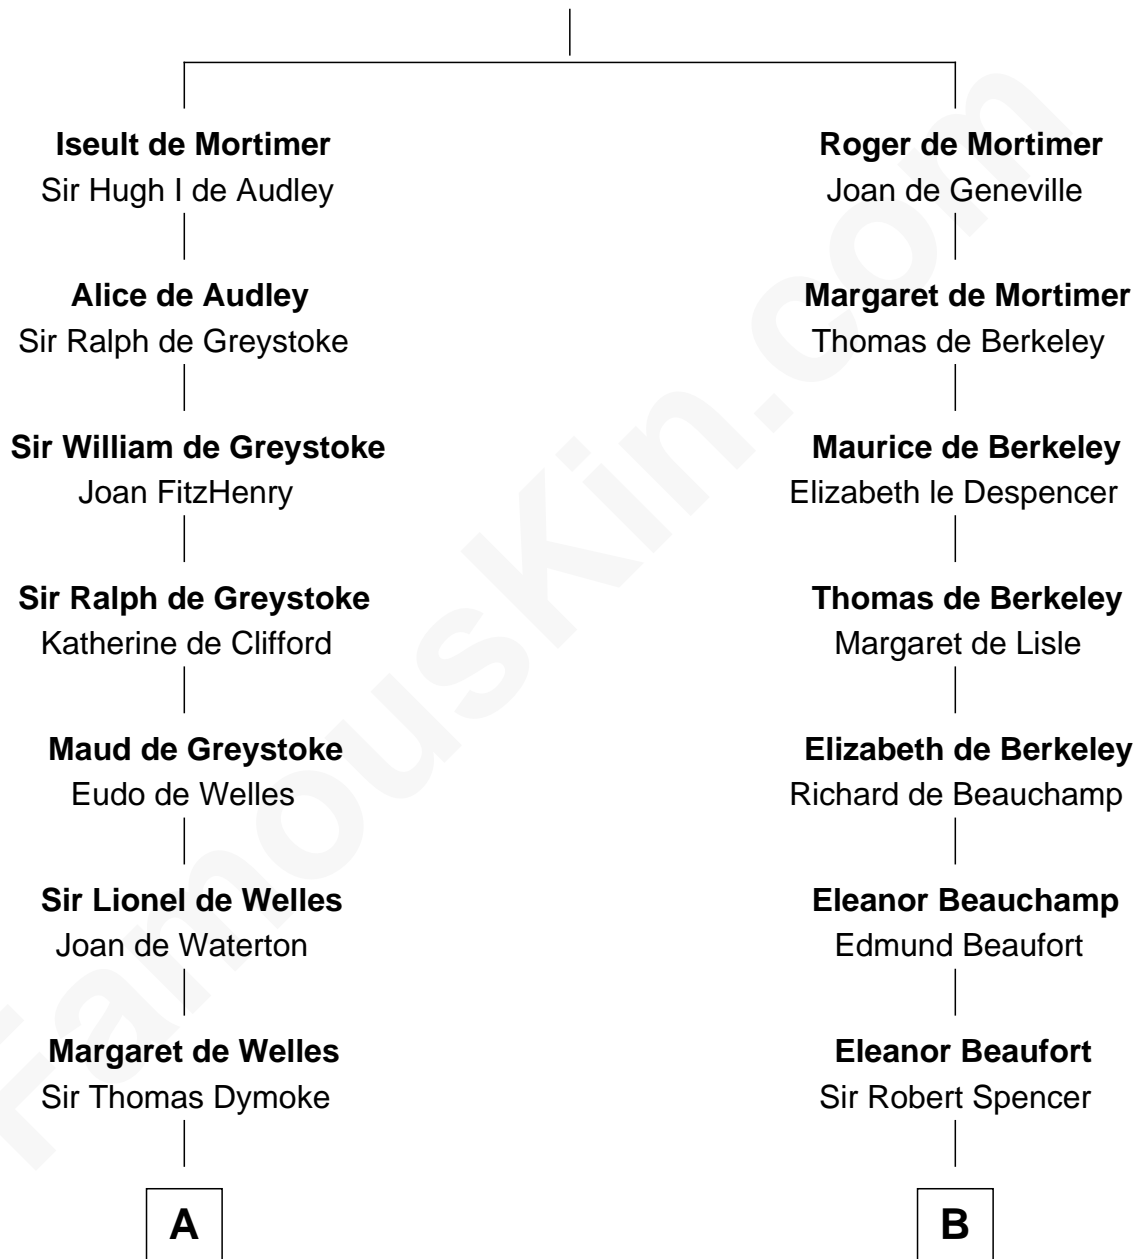 Iseult de Mortimer
Sir Hugh I de Audley
Alice de Audley
Sir Ralph de Greystoke
Sir William de Greystoke
Joan FitzHenry
Sir Ralph de Greystoke
Katherine de Clifford
Maud de Greystoke
Eudo de Welles
Sir Lionel de Welles
Joan de Waterton
Margaret de Welles
Sir Thomas Dymoke
A
Roger de Mortimer
Joan de Geneville
Margaret de Mortimer
Thomas de Berkeley
Maurice de Berkeley
Elizabeth le Despencer
Thomas de Berkeley
Margaret de Lisle
Elizabeth de Berkeley
Richard de Beauchamp
Eleanor Beauchamp
Edmund Beaufort
Eleanor Beaufort
Sir Robert Spencer
B
FamousKin.com